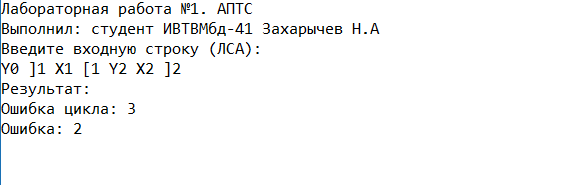 Лабораторная работа №1. АПТС
Выполнил: студент ИВТВМбд-41 Захарычев Н.А
Введите входную строку (ЛСА):
Y0 ]1 X1 [1 Y2 X2 ]2
Результат:
Ошибка цикла: 3
Ошибка: 2